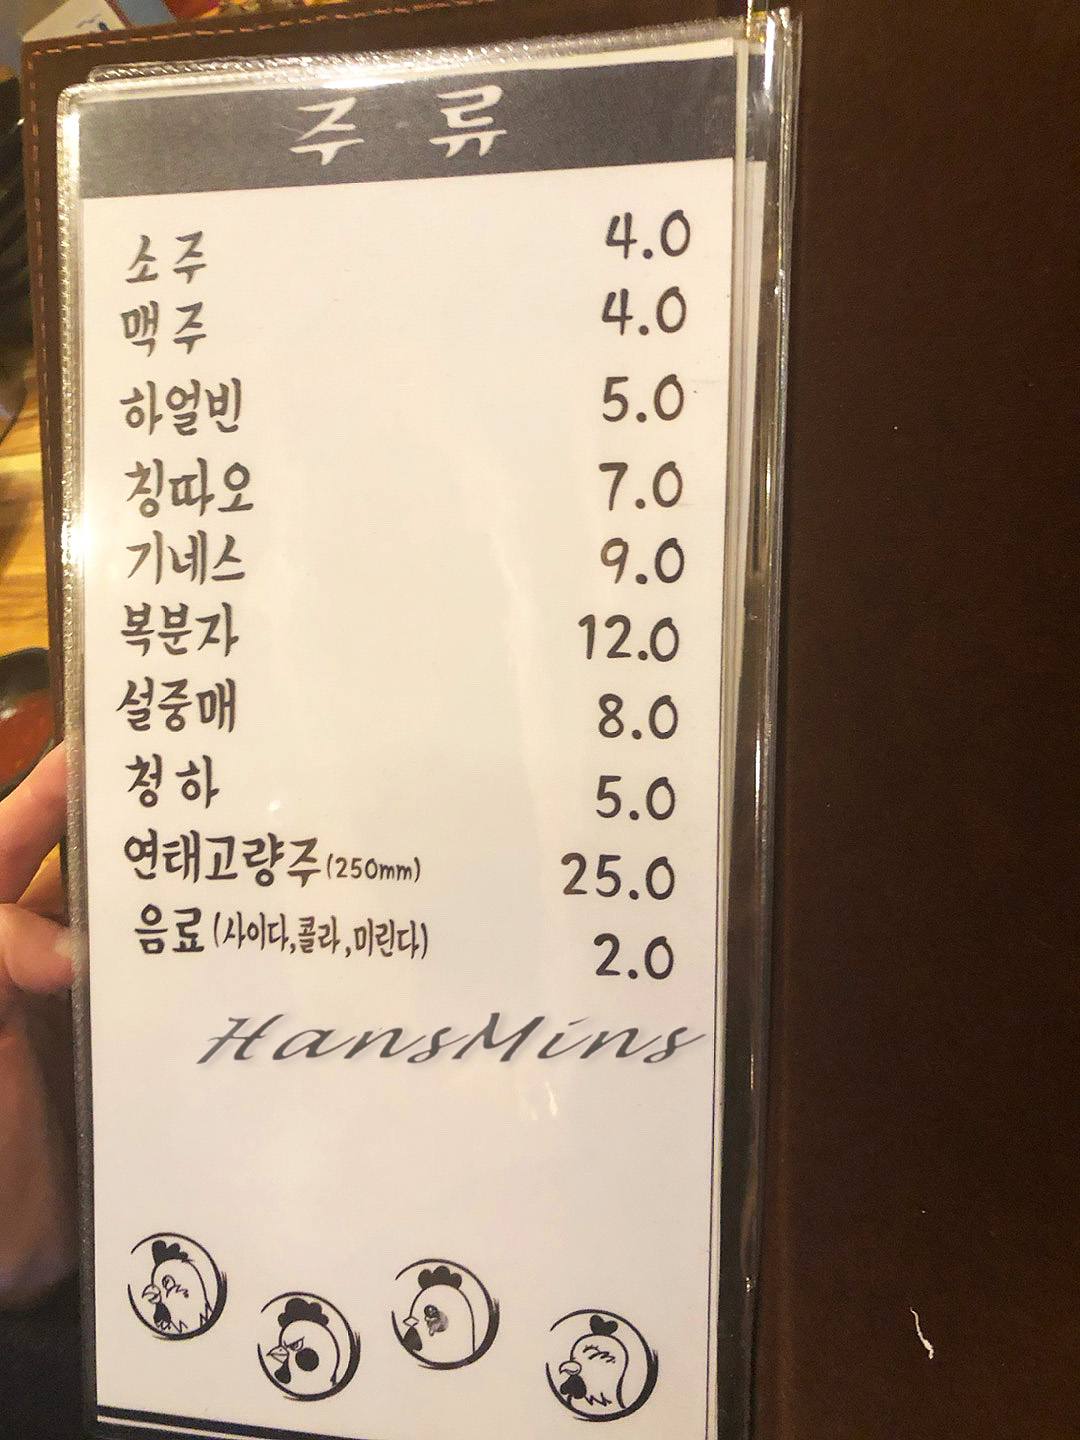 주 류
소 주 4.0
맥 주 4.0
하얼빈 5.0
칭따오 7.0
기네스 9.0
복분자 12.0
설중매 8.0
청 하 5.0
연태고량주(250mm) 25.0
음료(사이다,콜라,미린다) 2.0
HansMins